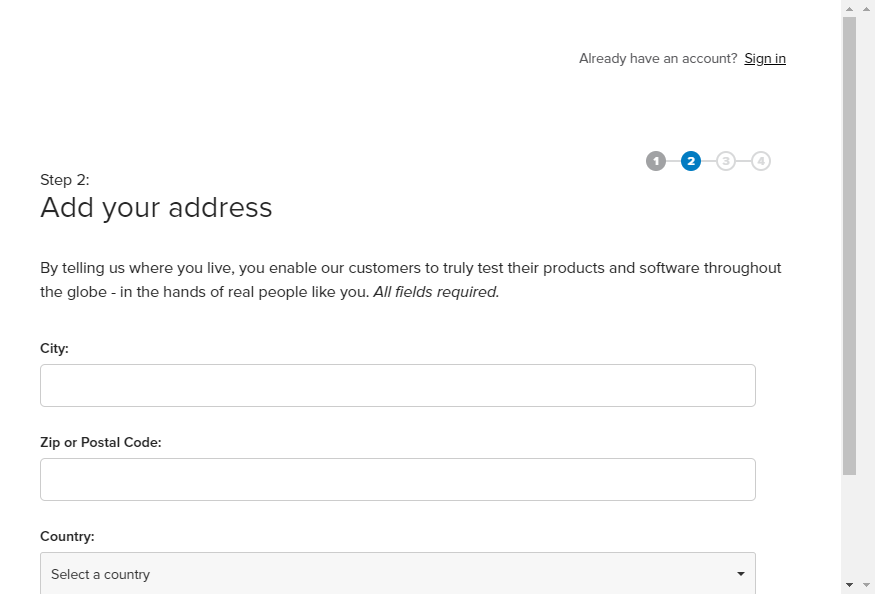 Already have an account? Sign in
1 2 3 4
Step 2:
Add your address
By telling us where you live, you enable our customers to truly test their products and software throughout
the globe - in the hands of real people like you. All fields required.
City:
Zip or Postal Code:
Country:
Select a country